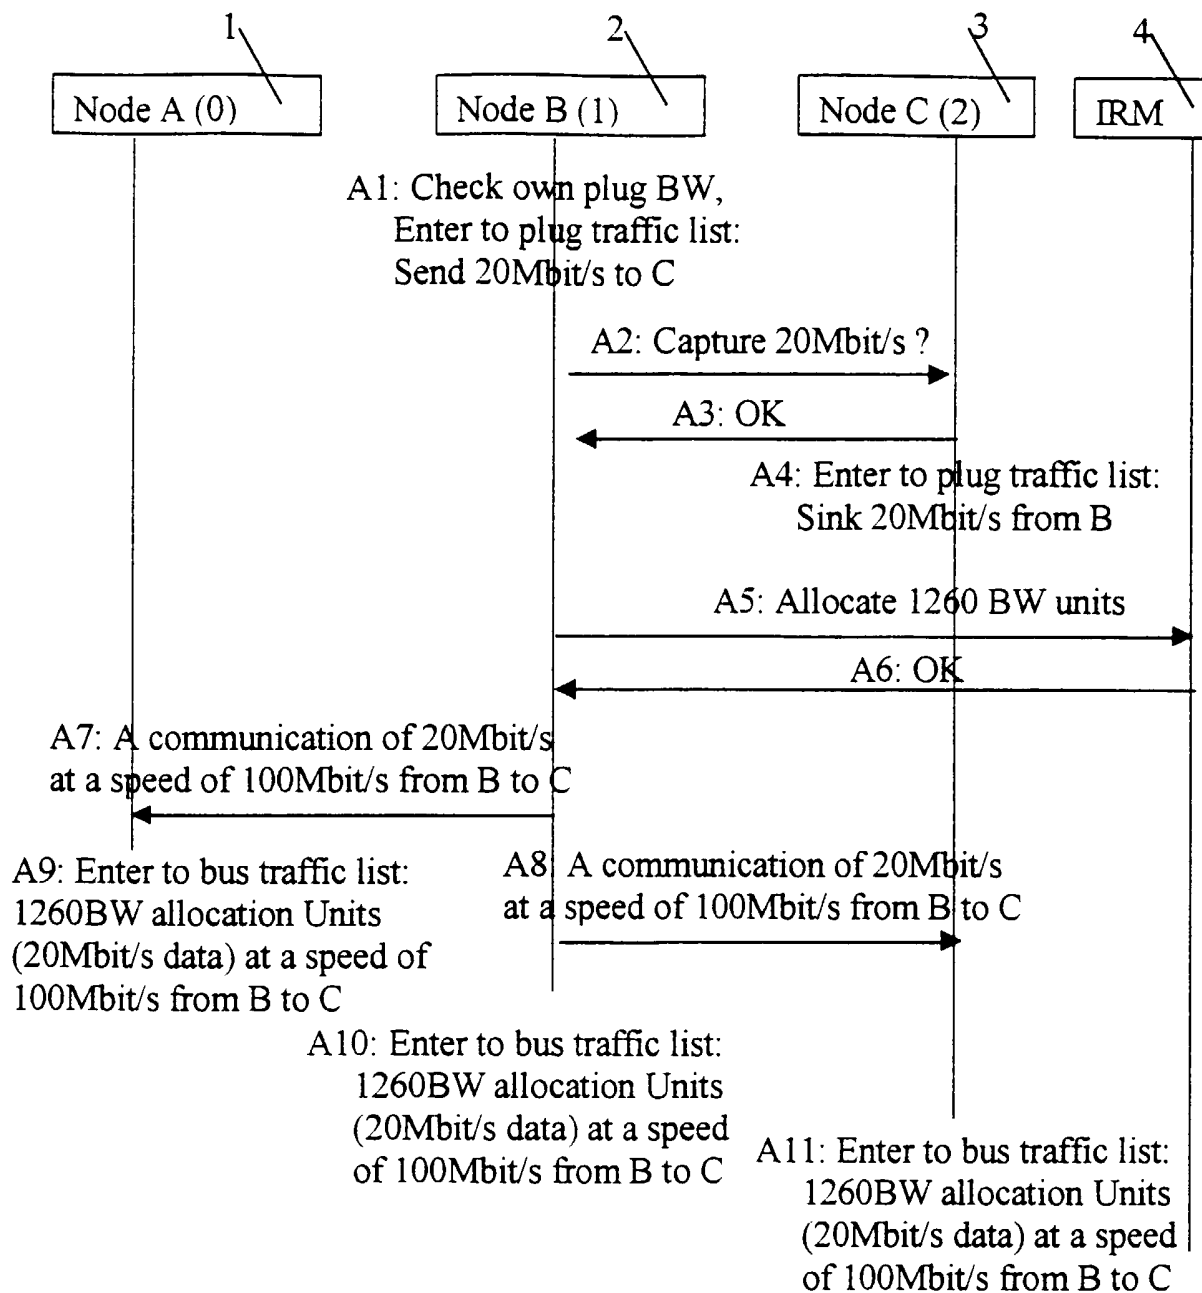 1 2 3 4
Node A (0) Node B (1) Node C (2) IRM
A1: Check own plug BW,
Enter to plug traffic list:
Send 20Mbit/s to C
A2: Capture 20Mbit/s ?
A3: OK
A4: Enter to plug traffic list:
Sink 20Mbit/s from B
A5: Allocate 1260 BW units
A6: OK
A7: A communication of 20Mbit/s
at a speed of 100Mbit/s from B to C
A8: A communication of 20Mbit/s
at a speed of 100Mbit/s from B to C
A9: Enter to bus traffic list:
1260BW allocation Units
(20Mbit/s data) at a speed of
100Mbit/s from B to C
A10: Enter to bus traffic list:
1260BW allocation Units
(20Mbit/s data) at a speed
of 100Mbit/s from B to C
A11: Enter to bus traffic list:
1260BW allocation Units
(20Mbit/s data) at a speed
of 100Mbit/s from B to C